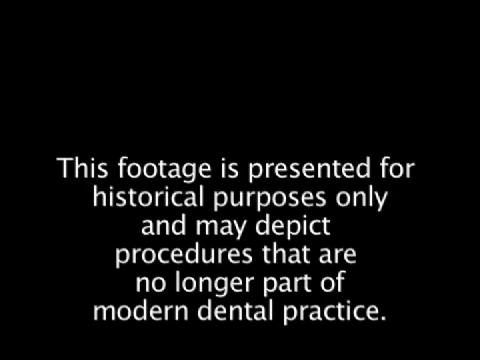 This footage is presented for
historical purposes only
and may depict
procedures that are
no longer part of
modern dental practice.